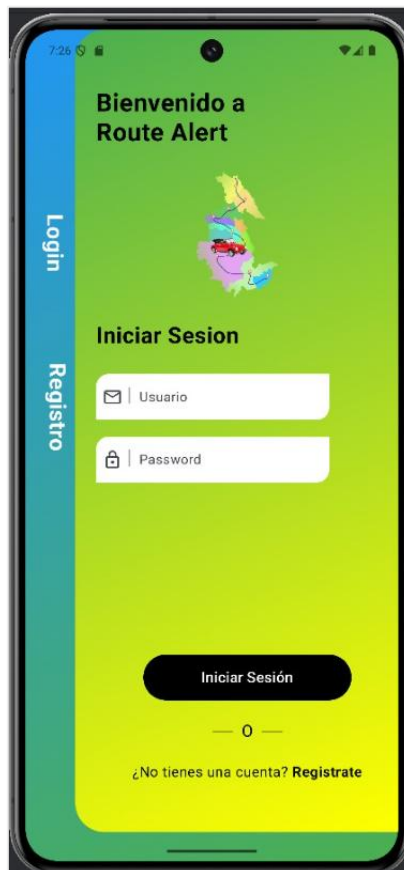 7:26
Bienvenido a
Route Alert
Login
Iniciar Sesion
Registro
Usuario
Password
Iniciar Sesión
O
¿No tienes una cuenta? Registrate